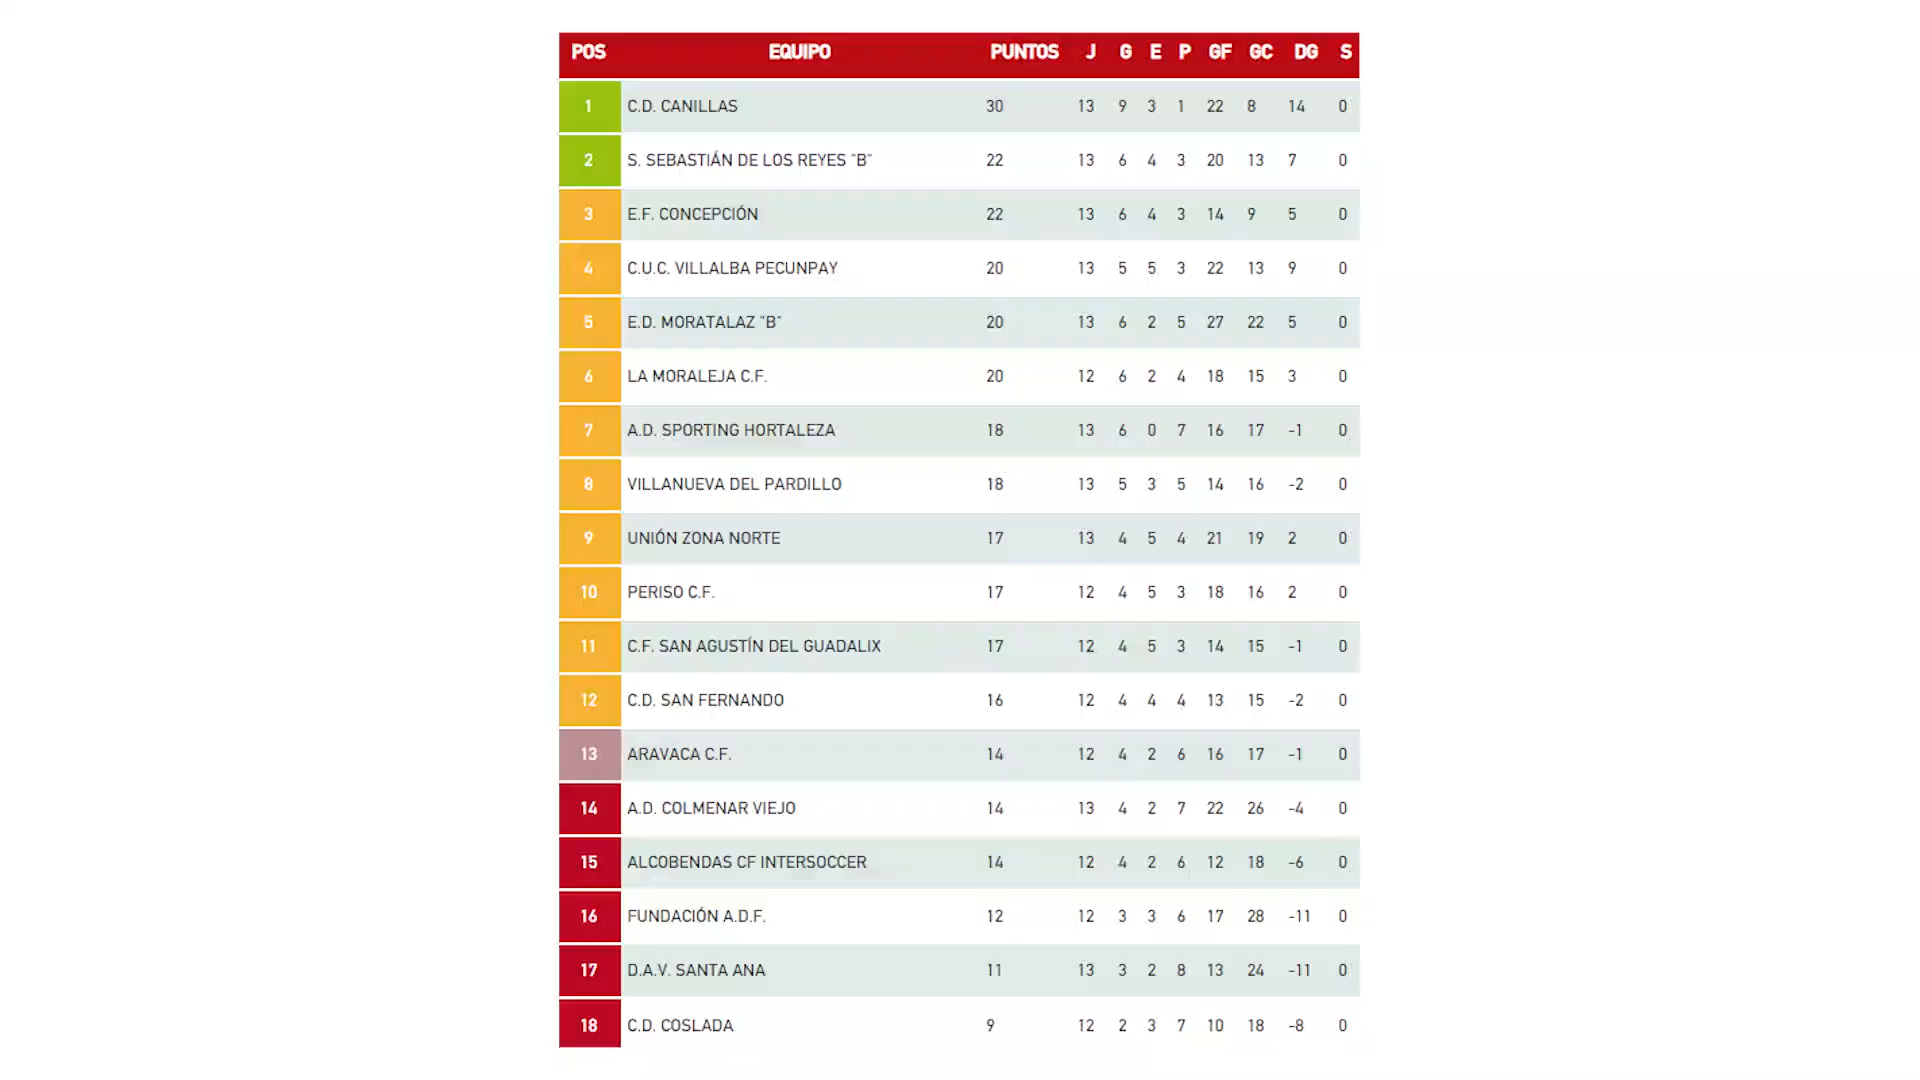 POS EQUIPO PUNTOS J G E P GF GC DG S
1 C.D. CANILLAS 30 13 9 3 1 22 8 14 0
2 S. SEBASTIÁN DE LOS REYES "B" 22 13 6 4 3 20 13 7 0
3 E.F. CONCEPCIÓN 22 13 6 4 3 14 9 5 0
4 C.U.C. VILLALBA PECUNPAY 20 13 5 5 3 22 13 9 0
5 E.D. MORATALAZ "B" 20 13 6 2 5 27 22 5 0
6 LA MORALEJA C.F. 20 12 6 2 4 18 15 3 0
7 A.D. SPORTING HORTALEZA 18 13 6 0 7 16 17 -1 0
8 VILLANUEVA DEL PARDILLO 18 13 5 3 5 14 16 -2 0
9 UNIÓN ZONA NORTE 17 13 4 5 4 21 19 2 0
10 PERISO C.F. 17 12 4 5 3 18 16 2 0
11 C.F. SAN AGUSTÍN DEL GUADALIX 17 12 4 5 3 14 15 -1 0
12 C.D. SAN FERNANDO 16 12 4 4 4 13 15 -2 0
13 ARAVACA C.F. 14 12 4 2 6 16 17 -1 0
14 A.D. COLMENAR VIEJO 14 13 4 2 7 22 26 -4 0
15 ALCOBENDAS CF INTERSOCCER 14 12 4 2 6 12 18 -6 0
16 FUNDACIÓN A.D.F. 12 12 3 3 6 17 28 -11 0
17 D.A.V. SANTA ANA 11 13 3 2 8 13 24 -11 0
18 C.D. COSLADA 9 12 2 3 7 10 18 -8 0